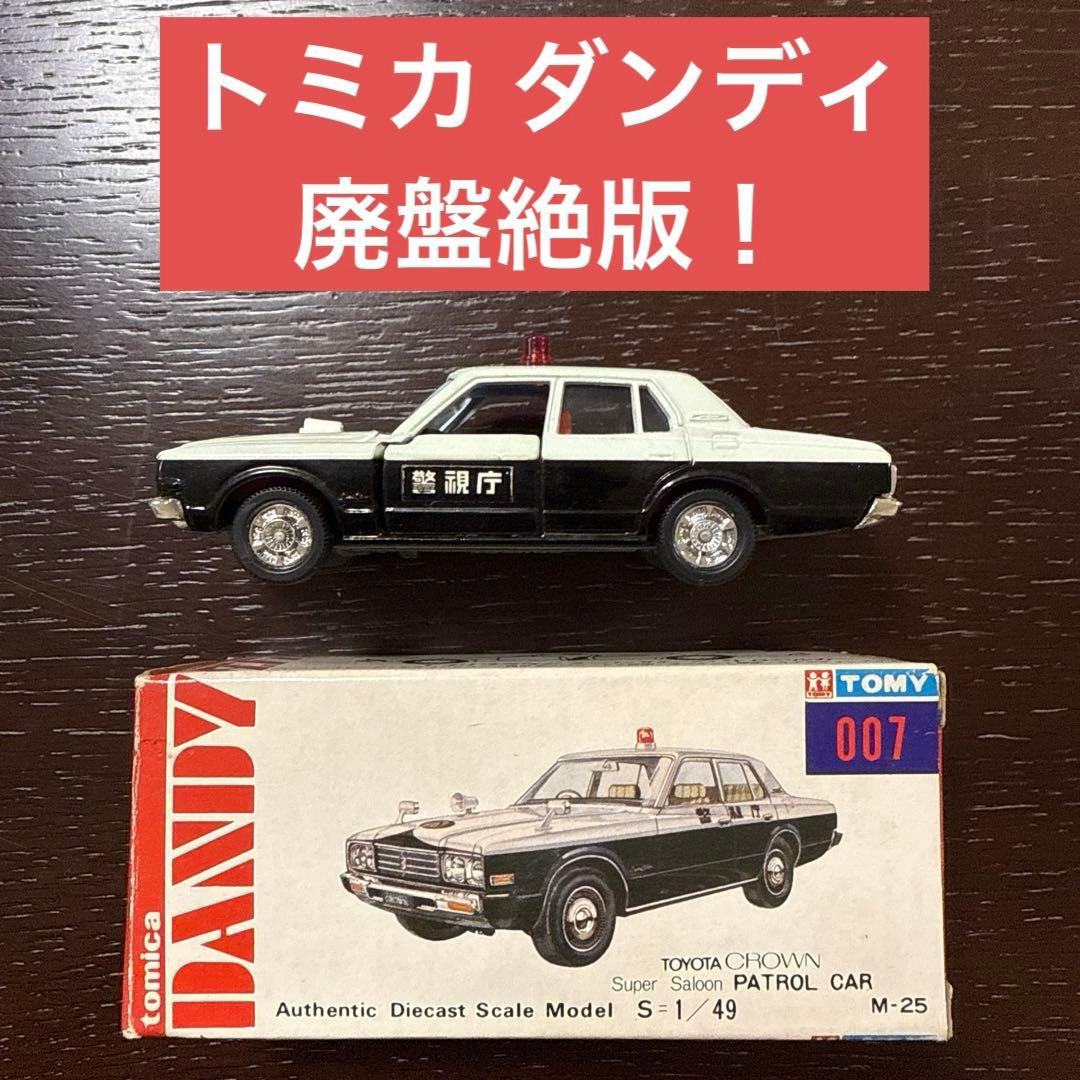 トミカ ダンディ
廃盤絶版！
警視庁
TOMY
007
tomica
DANDY
TOYOTA CROWN
Super Saloon PATROL CAR
Authentic Diecast Scale Model S=1/49
M-25